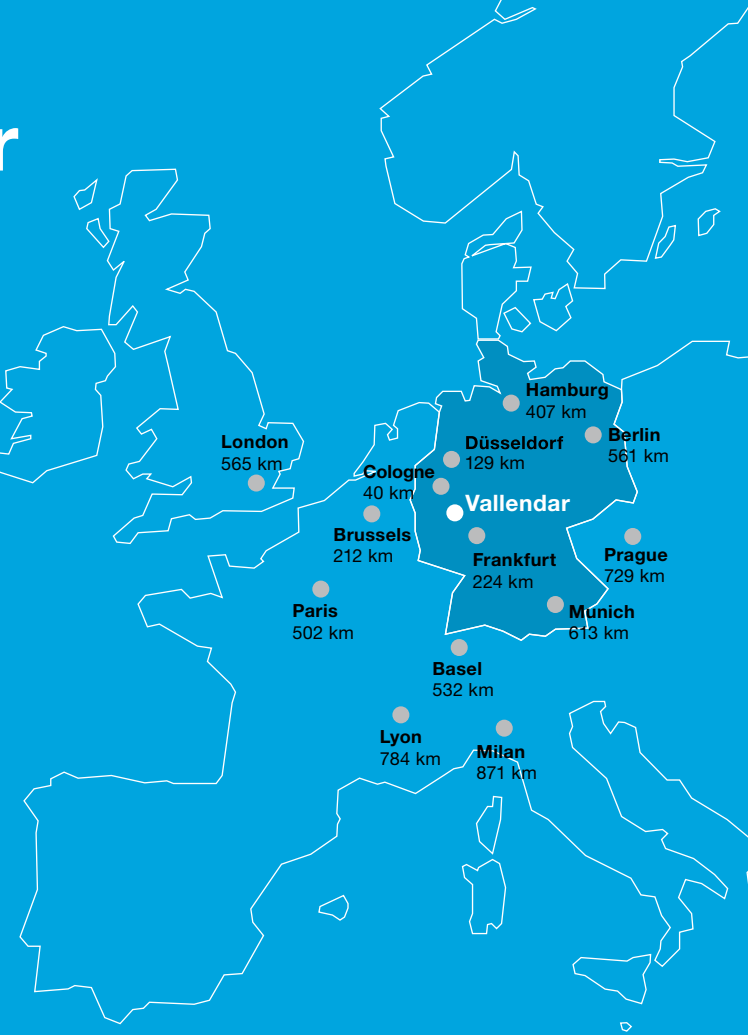 r
Hamburg
407 km
Berlin
561 km
London
565 km
Düsseldorf
129 km
Cologne
40 km
Vallendar
Brussels
212 km
Frankfurt
224 km
Prague
729 km
Paris
502 km
Munich
613 km
Basel
532 km
Lyon
784 km
Milan
871 km